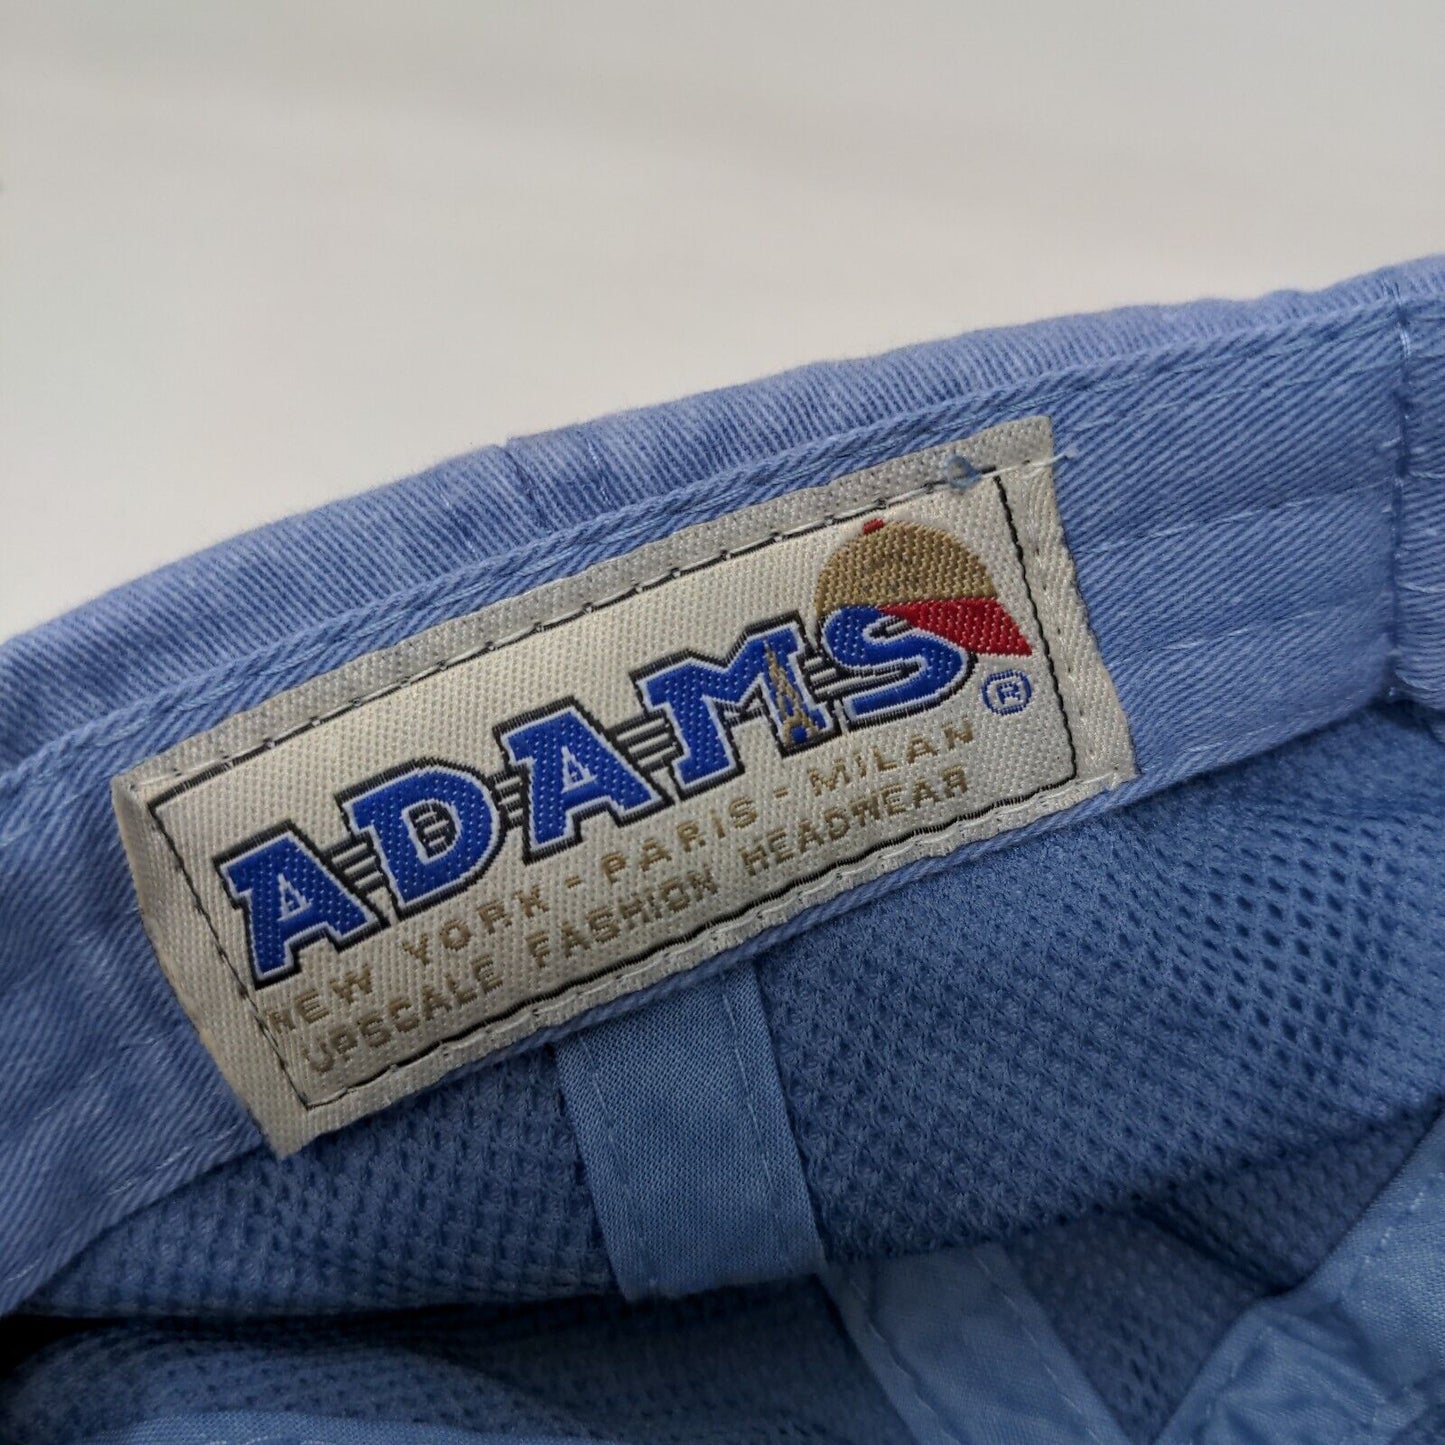 ADAMS ®
NEW YORK - PARIS - MILAN
UPSCALE FASHION HEADWEAR